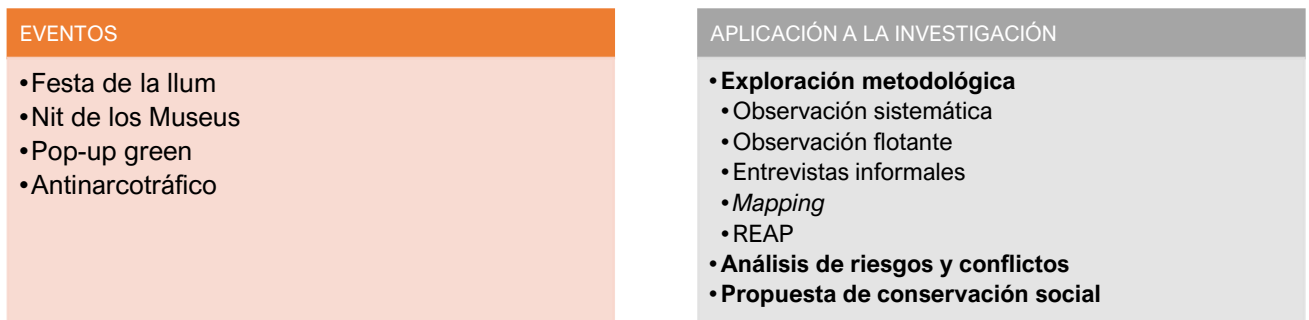 EVENTOS
•Festa de la llum
•Nit de los Museus
•Pop-up green
•Antinarcotráfico
APLICACIÓN A LA INVESTIGACIÓN
•Exploración metodológica
•Observación sistemática
•Observación flotante
•Entrevistas informales
•Mapping
•REAP
•Análisis de riesgos y conflictos
•Propuesta de conservación social